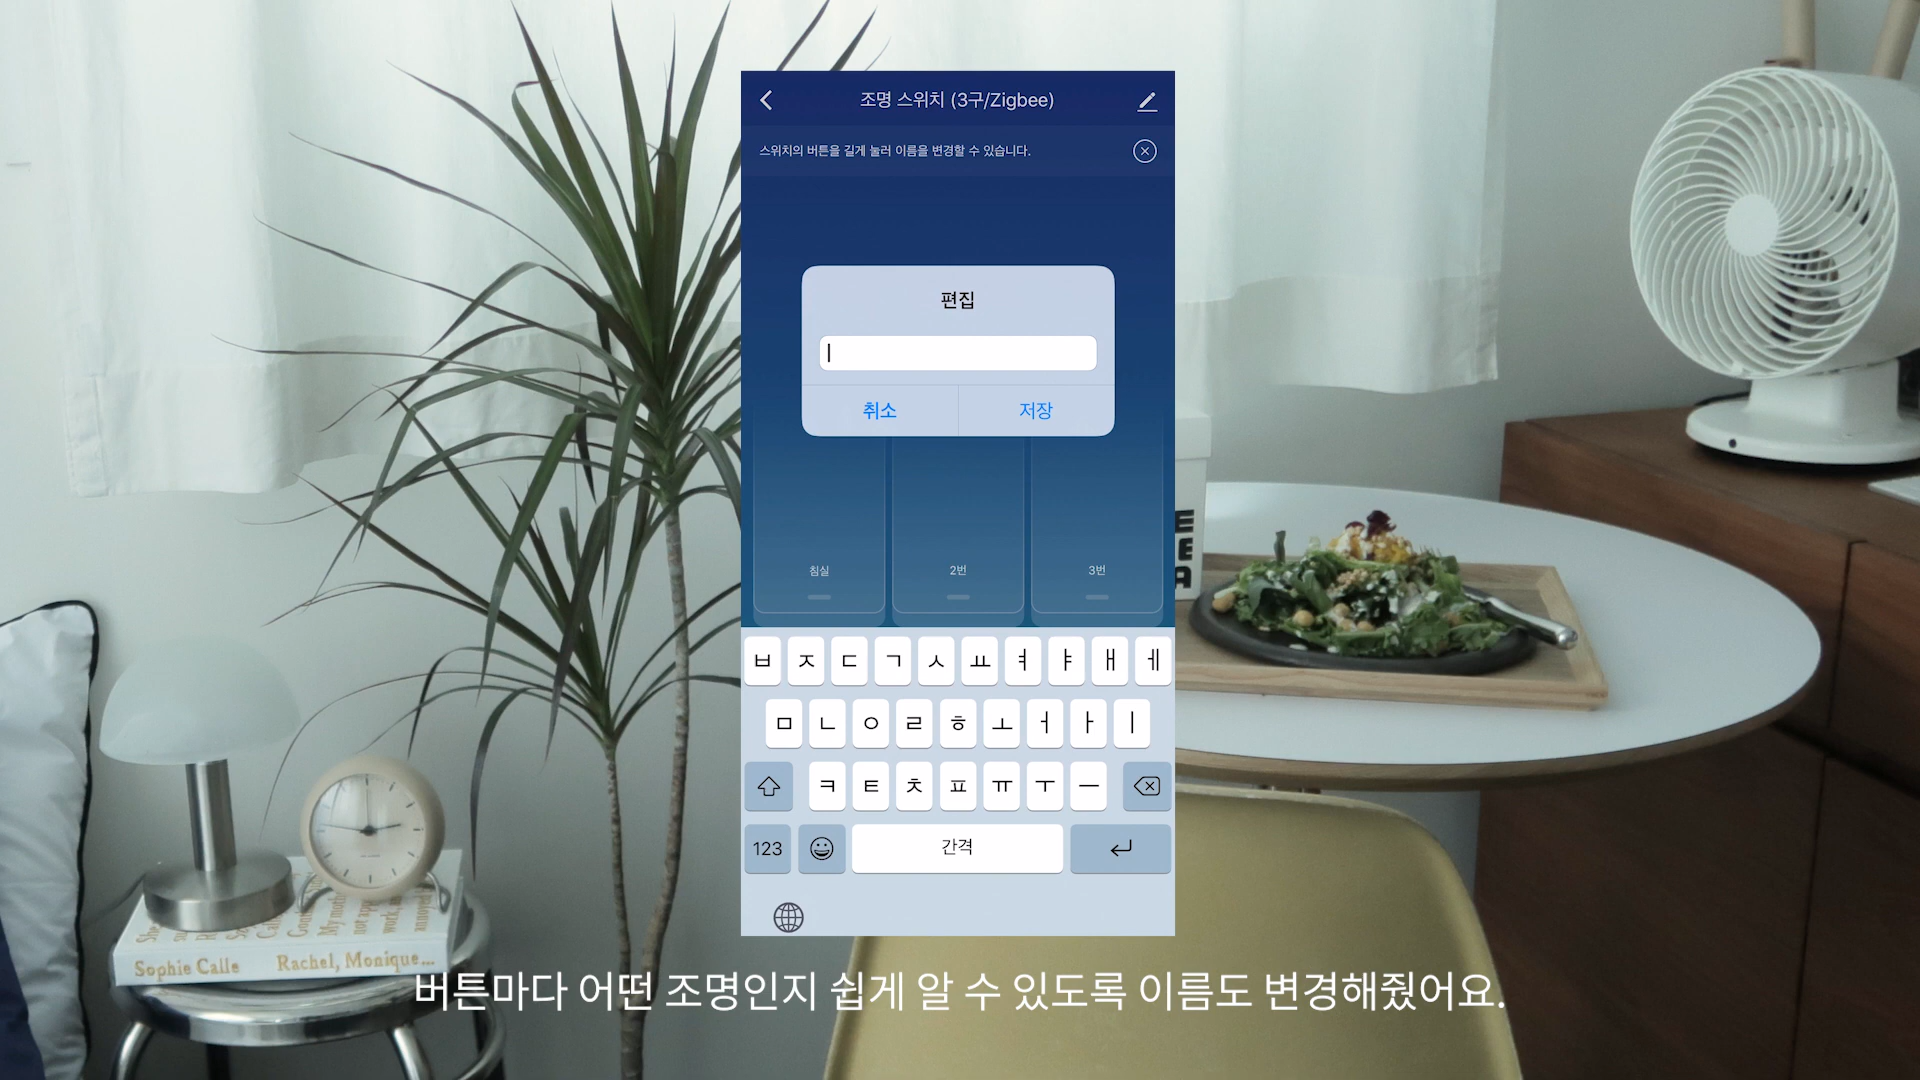 조명 스위치 (3구/Zigbee)
스위치의 버튼을 길게 눌러 이름을 변경할 수 있습니다.
편집
취소 저장
침실 2번 3번
E
E
A
ㅂ ㅈ ㄷ ㄱ ㅅ ㅛ ㅕ ㅑ ㅐ ㅔ
ㅁ ㄴ ㅇ ㄹ ㅎ ㅗ ㅓ ㅏ ㅣ
ㅋ ㅌ ㅊ ㅍ ㅠ ㅜ ㅡ
123 간격
Sophie Calle Rachel, Monique...
버튼마다 어떤 조명인지 쉽게 알 수 있도록 이름도 변경해줬어요.